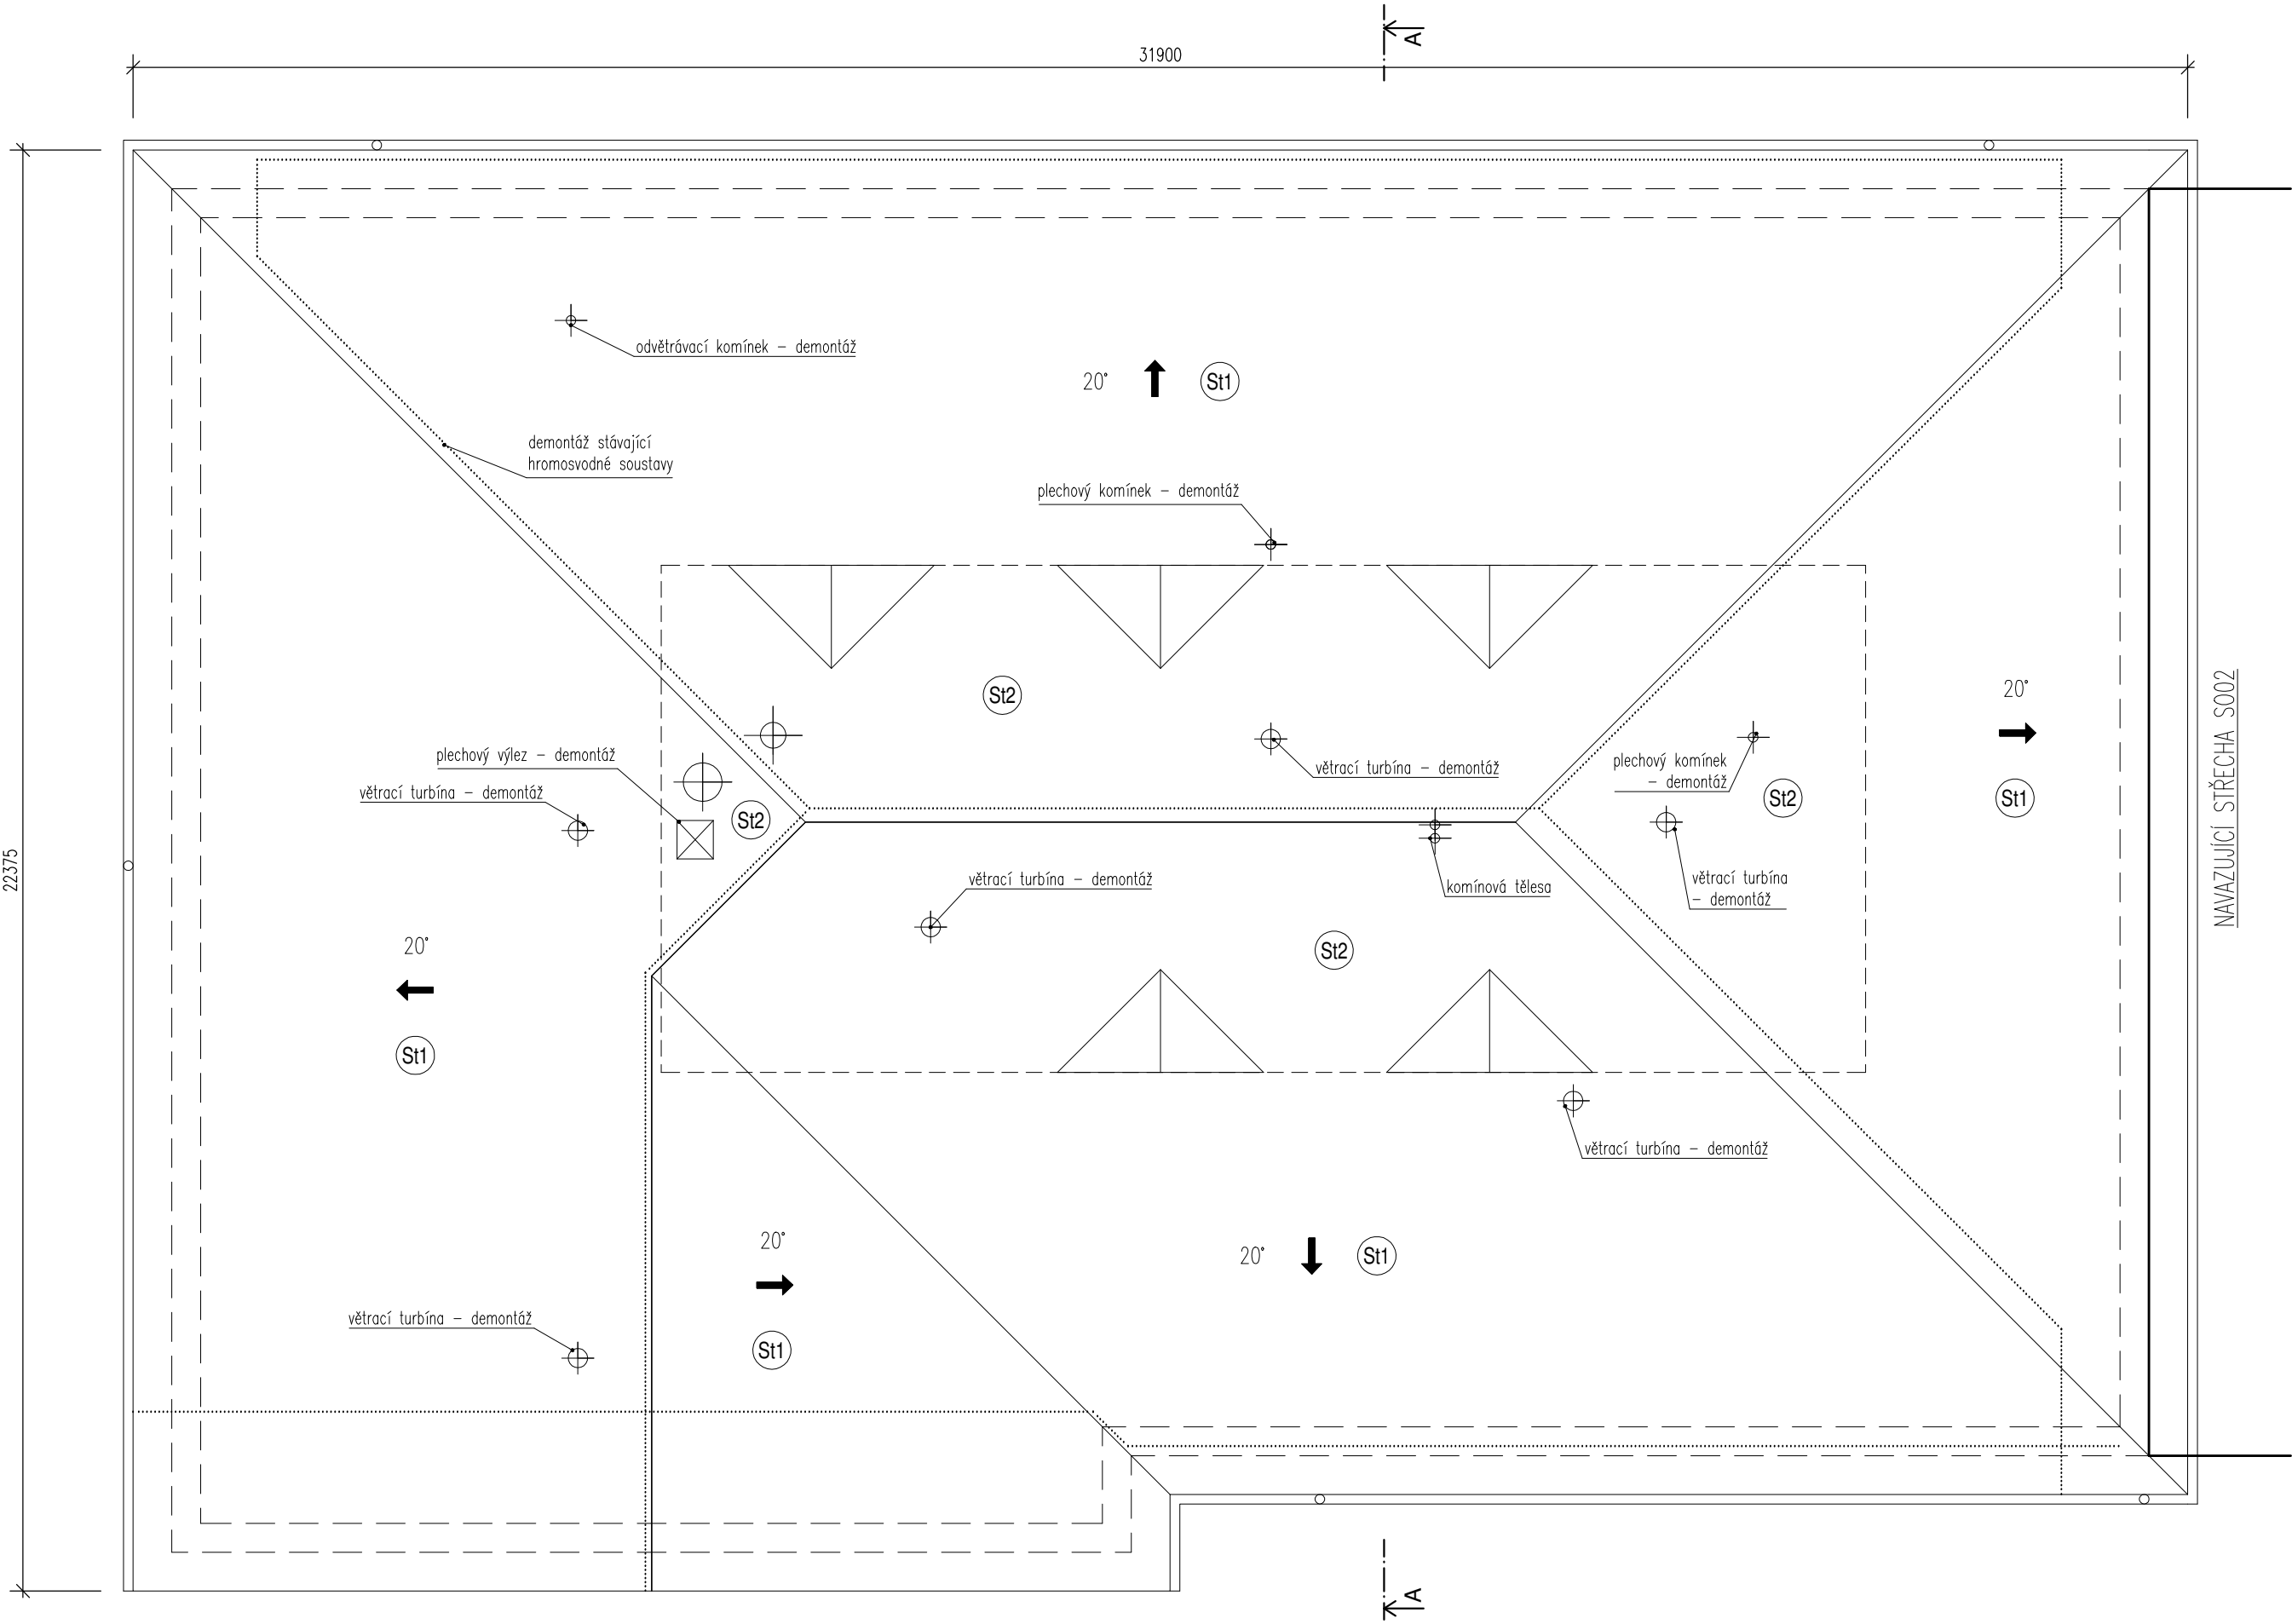 A
31900
odvětrávací komínek – demontáž
20°
St1
demontáž stávající
hromosvodné soustavy
plechový komínek – demontáž
St2
20°
NAVAZUJÍCÍ STŘECHA SO02
plechový výlez – demontáž
větrací turbína – demontáž
St2
větrací turbína – demontáž
plechový komínek
– demontáž
St2
St1
22375
větrací turbína – demontáž
komínová tělesa
větrací turbína
– demontáž
20°
St2
St1
větrací turbína – demontáž
20°
20°
St1
větrací turbína – demontáž
St1
A